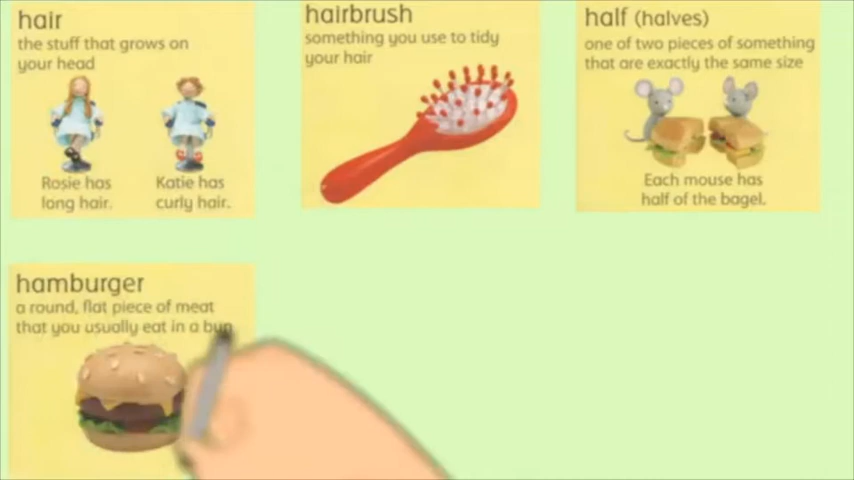 hair
the stuff that grows on
your head
Rosie has
long hair.
Katie has
curly hair.
hairbrush
something you use to tidy
your hair
half (halves)
one of two pieces of something
that are exactly the same size
Each mouse has
half of the bagel.
hamburger
a round, flat piece of meat
that you usually eat in a bun